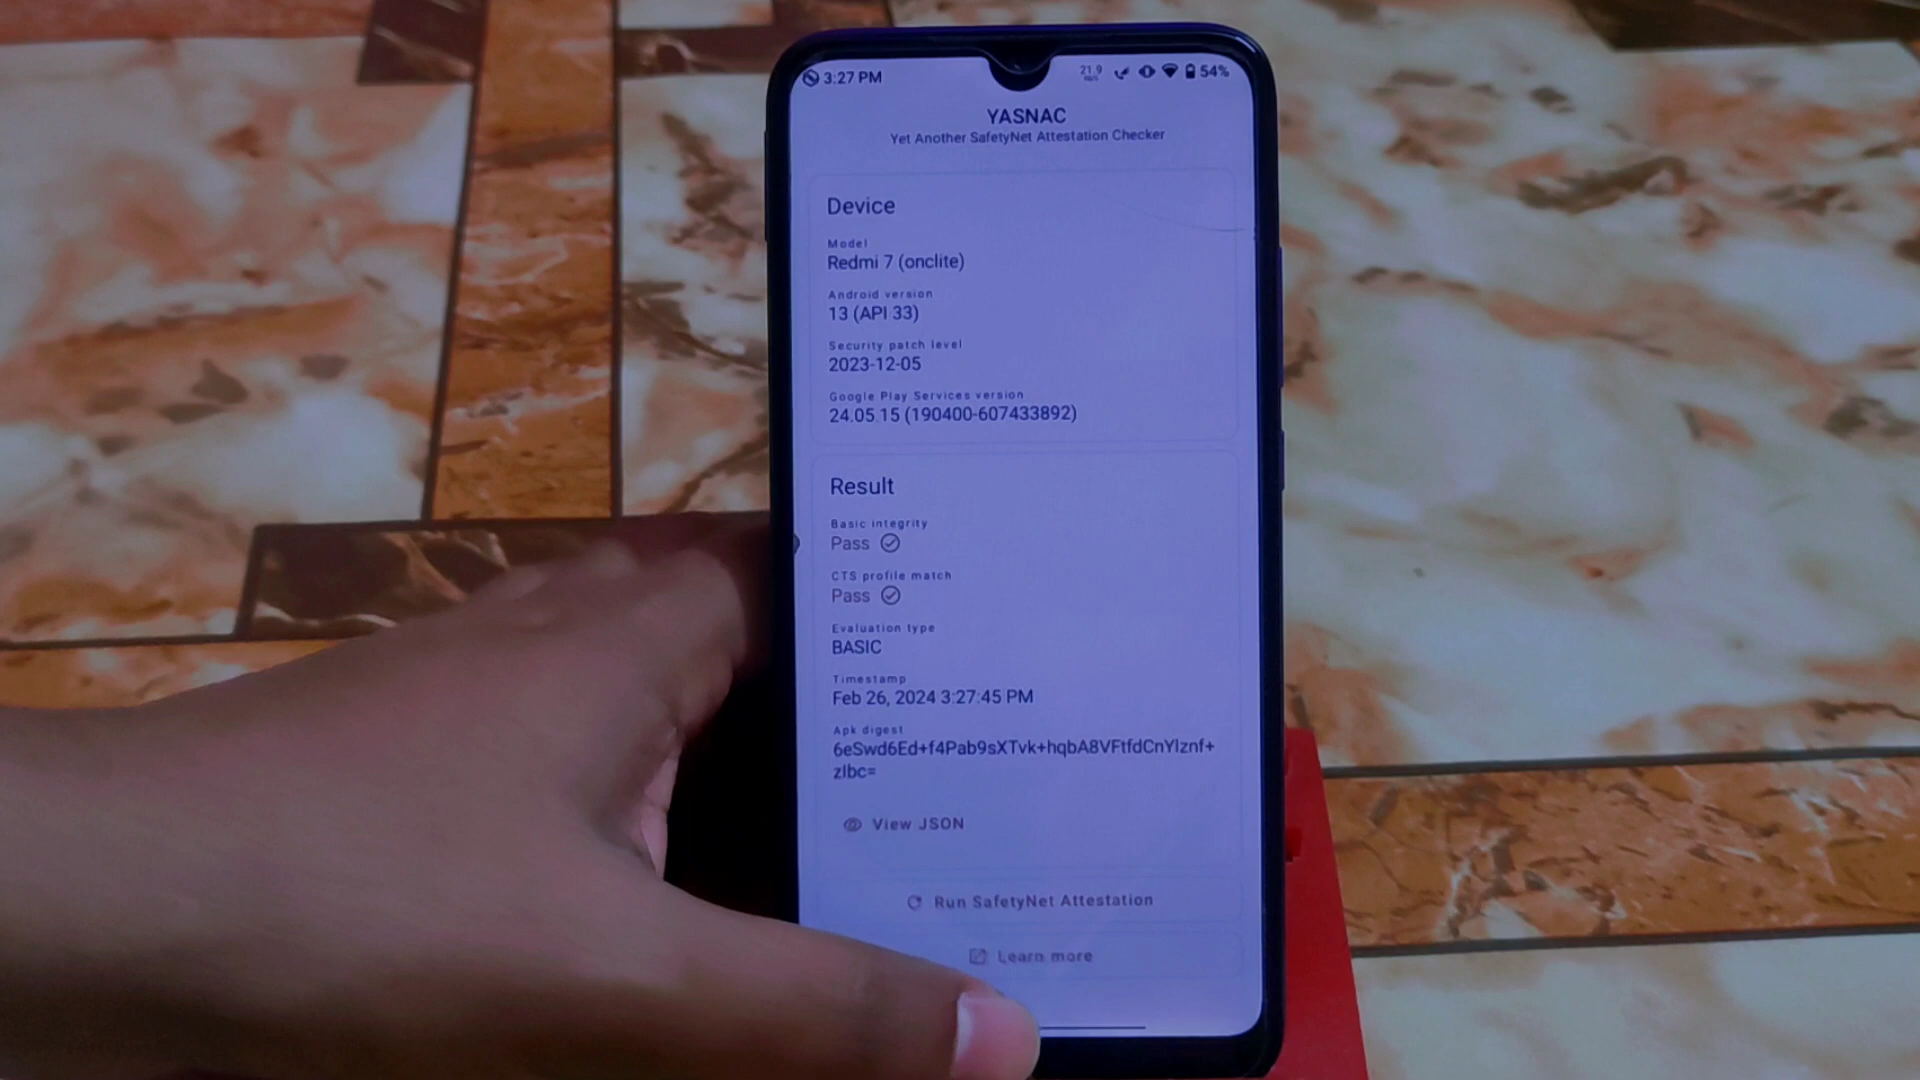 3:27 PM
21.9
54%
YASNAC
Yet Another SafetyNet Attestation Checker
Device
Model
Redmi 7 (onclite)
Android version
13 (API 33)
Security patch level
2023-12-05
Google Play Services version
24.05.15 (190400-607433892)
Result
Basic integrity
Pass
CTS profile match
Pass
Evaluation type
BASIC
Timestamp
Feb 26, 2024 3:27:45 PM
Apk digest
6eSwd6Ed+f4Pab9sXTvk+hqbA8VFtfdCnYlznf+
zlbc=
View JSON
Run SafetyNet Attestation
Learn more